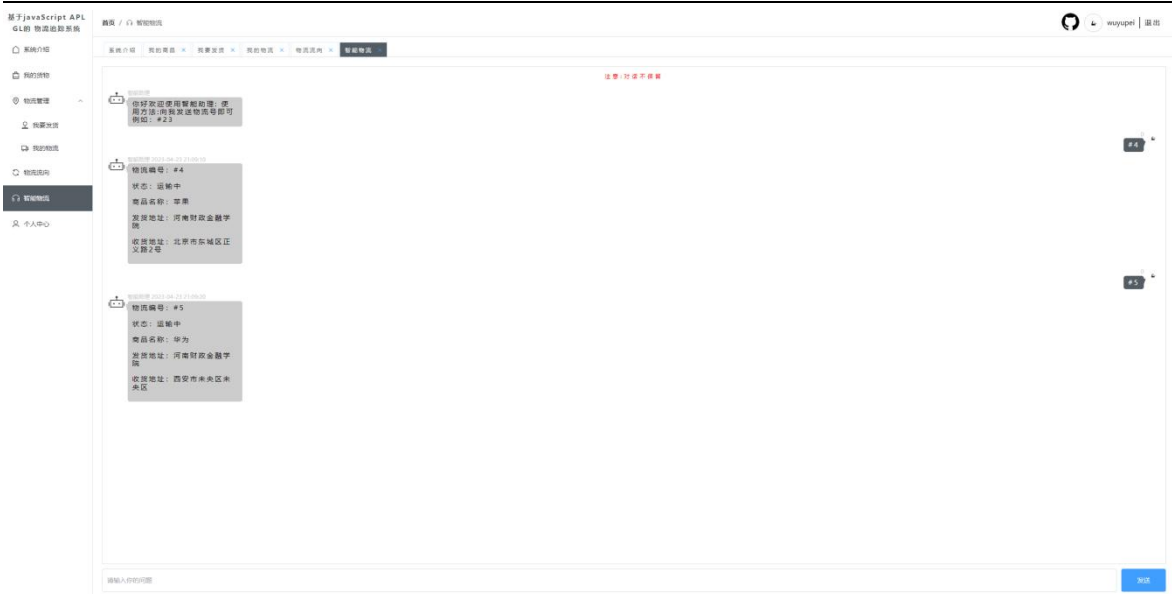 基于javaScript APL
GL的 物流追踪系统
首页 / 智能物流
wuyupei | 退出
系统介绍
我的货物
物流管理
我要发货
我的物流
物流流向
智能物流
个人中心
系统介绍 我的商品 × 我要发货 × 我的物流 × 物流流向 × 智能物流 ×
注意:对话不保留
智能助理
你好欢迎使用智能助理: 使
用方法:向我发送物流号即可
例如: #23
#4
物流编号: #4
状态: 运输中
商品名称: 苹果
发货地址: 河南财政金融学
院
收货地址: 北京市东城区正
义路2号
#5
物流编号: #5
状态: 运输中
商品名称: 华为
发货地址: 河南财政金融学
院
收货地址: 西安市未央区未
央区
请输入你的问题
发送